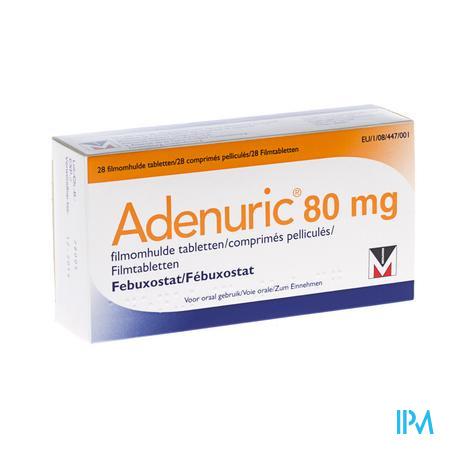 EU/1/08/447/001
28 filmomhulde tabletten/28 comprimés pelliculés/28 Filmtabletten
Adenuric® 80 mg
filmomhulde tabletten/comprimés pelliculés/
Filmtabletten
Febuxostat/Fébuxostat
Voor oraal gebruik/Voie orale/Zum Einnehmen
IPM